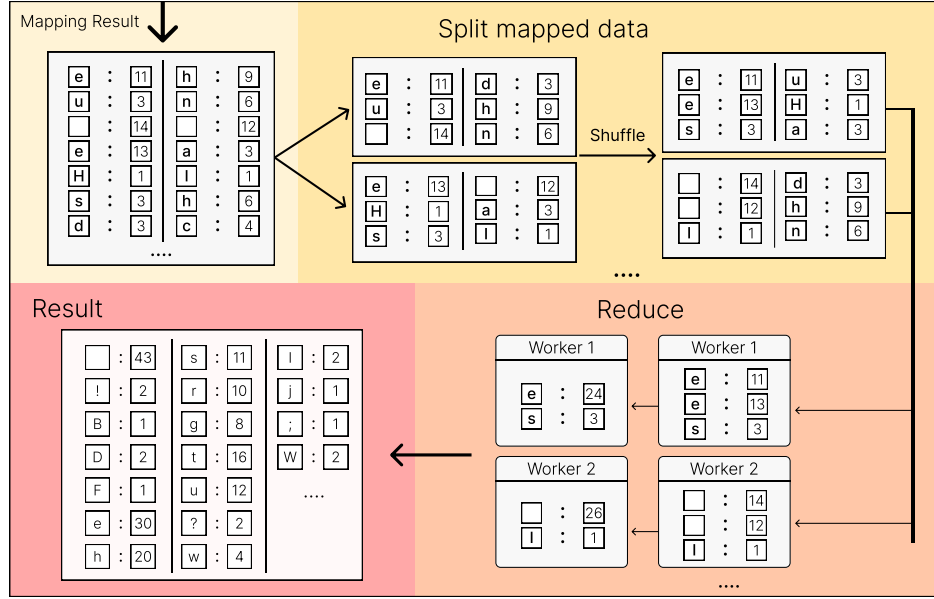 Mapping Result
e : 11 h : 9
u : 3 n : 6
: 14 : 12
e : 13 a : 3
H : 1 I : 1
s : 3 h : 6
d : 3 c : 4
....
Split mapped data
e : 11 d : 3
u : 3 h : 9
: 14 n : 6
e : 13 : 12
H : 1 a : 3
s : 3 I : 1
Shuffle
e : 11 u : 3
e : 13 H : 1
s : 3 a : 3
: 14 d : 3
: 12 h : 9
I : 1 n : 6
....
Result
: 43 s : 11 I : 2
! : 2 r : 10 j : 1
B : 1 g : 8 ; : 1
D : 2 t : 16 W : 2
F : 1 u : 12 ....
e : 30 ? : 2
h : 20 w : 4
Reduce
Worker 1
e : 24
s : 3
Worker 1
e : 11
e : 13
s : 3
Worker 2
: 26
I : 1
Worker 2
: 14
: 12
I : 1
....